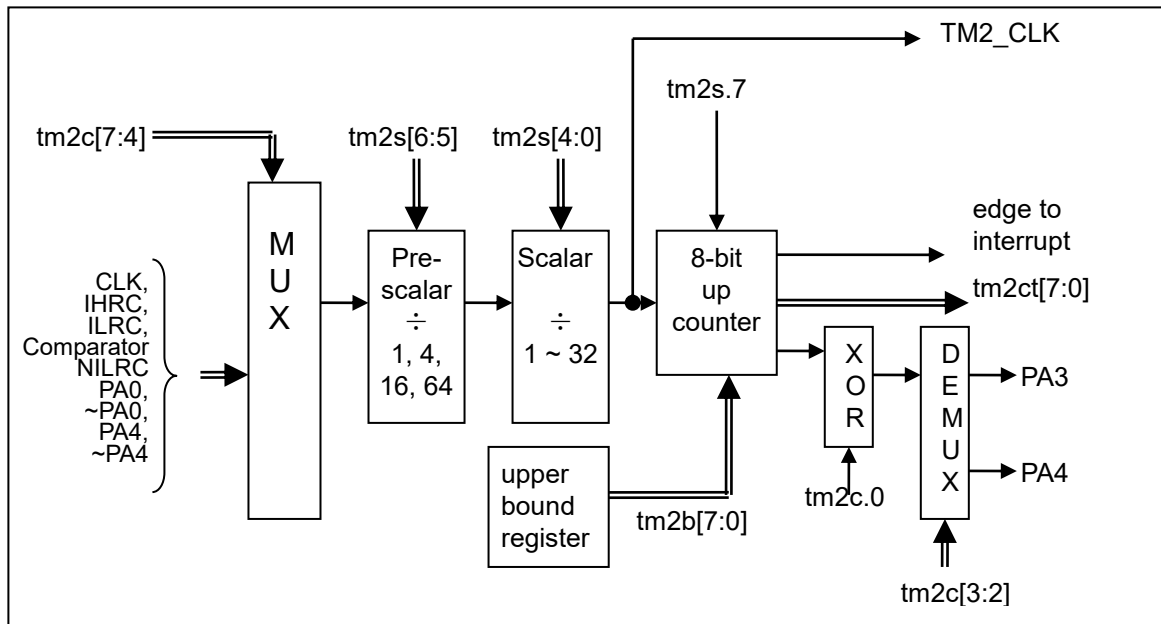 TM2_CLK
tm2s.7
tm2c[7:4]
tm2s[6:5]
tm2s[4:0]
edge to
interrupt
M
U
X
Pre-
scalar
÷
1, 4,
16, 64
Scalar
÷
1 ~ 32
8-bit
up
counter
tm2ct[7:0]
CLK,
IHRC,
ILRC,
Comparator
NILRC
PA0,
~PA0,
PA4,
~PA4
X
O
R
D
E
M
U
X
PA3
PA4
upper
bound
register
tm2b[7:0]
tm2c.0
tm2c[3:2]